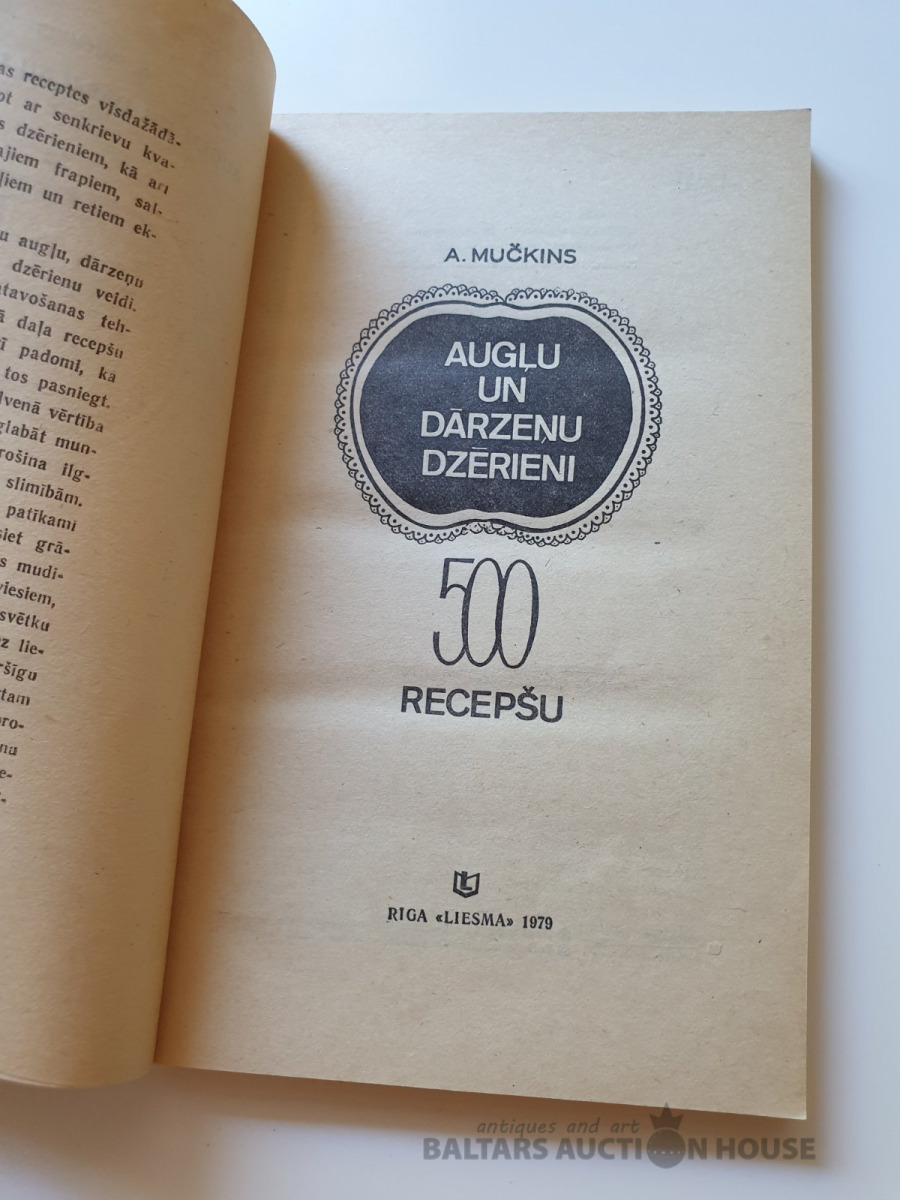 as receptes visdažādā-
ot ar senkrievu kva-
s dzērieniem, kā arī
ajiem frapiem, sal-
ļiem un retiem ek-
u augļu, dārzeņu
dzērienu veidi.
tavošanas teh-
ā daļa recepšu
ī padomi, kā
tos pasniegt.
lvenā vērtība
glabāt mun-
rošina ilg-
slimībām.
patīkami
siet grā-
s mudi-
viesiem,
svētku
z lie-
ršīgu
tam
pro-
nu
e-
A. MUČKINS
AUGĻU
UN
DĀRZEŅU
DZĒRIENI
500
RECEPŠU
RĪGA «LIESMA» 1979
antiques and art
BALTARS AUCTION HOUSE